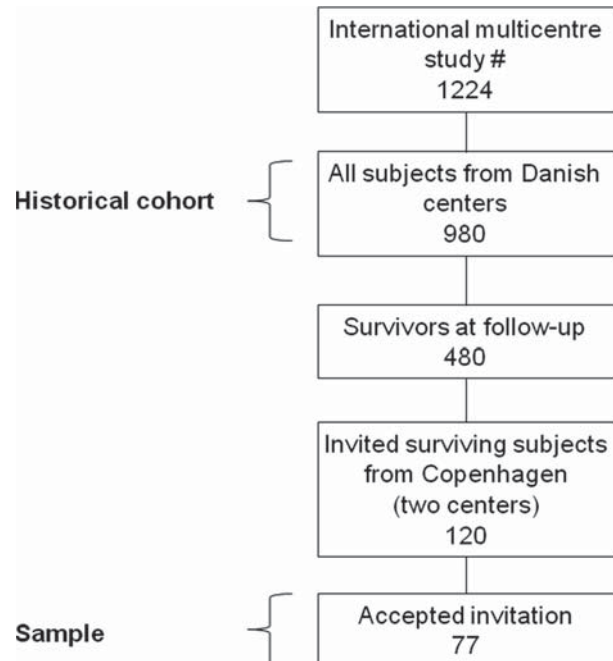 International multicentre
study #
1224
Historical cohort
All subjects from Danish
centers
980
Survivors at follow-up
480
Invited surviving subjects
from Copenhagen
(two centers)
120
Sample
Accepted invitation
77